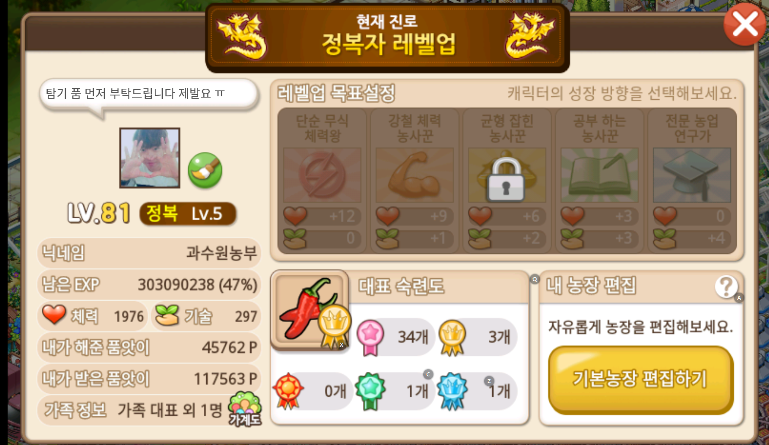 현재 진로
정복자 레벨업
탐기 품 먼저 부탁드립니다 제발요 ㅠ
LV.81 정복 Lv.5
닉네임 과수원농부
남은 EXP 303090238 (47%)
체력 1976 기술 297
내가 해준 품앗이 45762 P
내가 받은 품앗이 117563 P
가족 정보 가족 대표 외 1명 가계도
레벨업 목표설정 캐릭터의 성장 방향을 선택해보세요.
단순 무식 강철 체력 균형 잡힌 공부 하는 전문 농업
체력왕 농사꾼 농사꾼 농사꾼 연구가
+12 +9 +6 +3 0
0 +1 +2 +3 +4
대표 숙련도
34개 3개
0개 1개 1개
내 농장 편집 ?
자유롭게 농장을 편집해보세요.
기본농장 편집하기